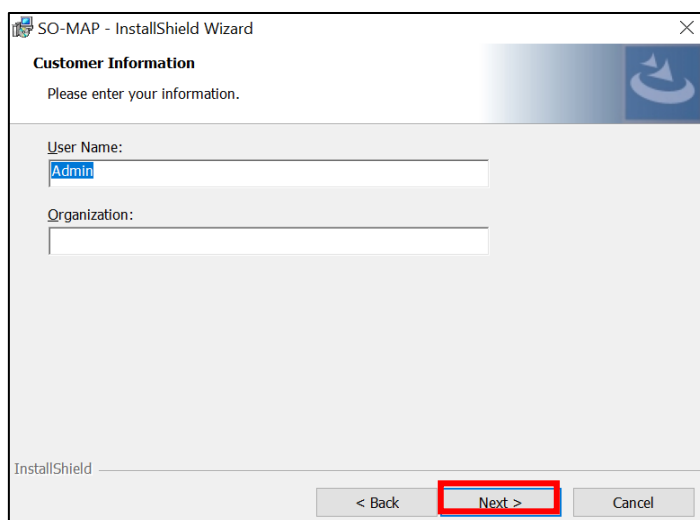 SO-MAP - InstallShield Wizard
Customer Information
Please enter your information.
User Name:
Admin
Organization:
InstallShield
< Back Next > Cancel